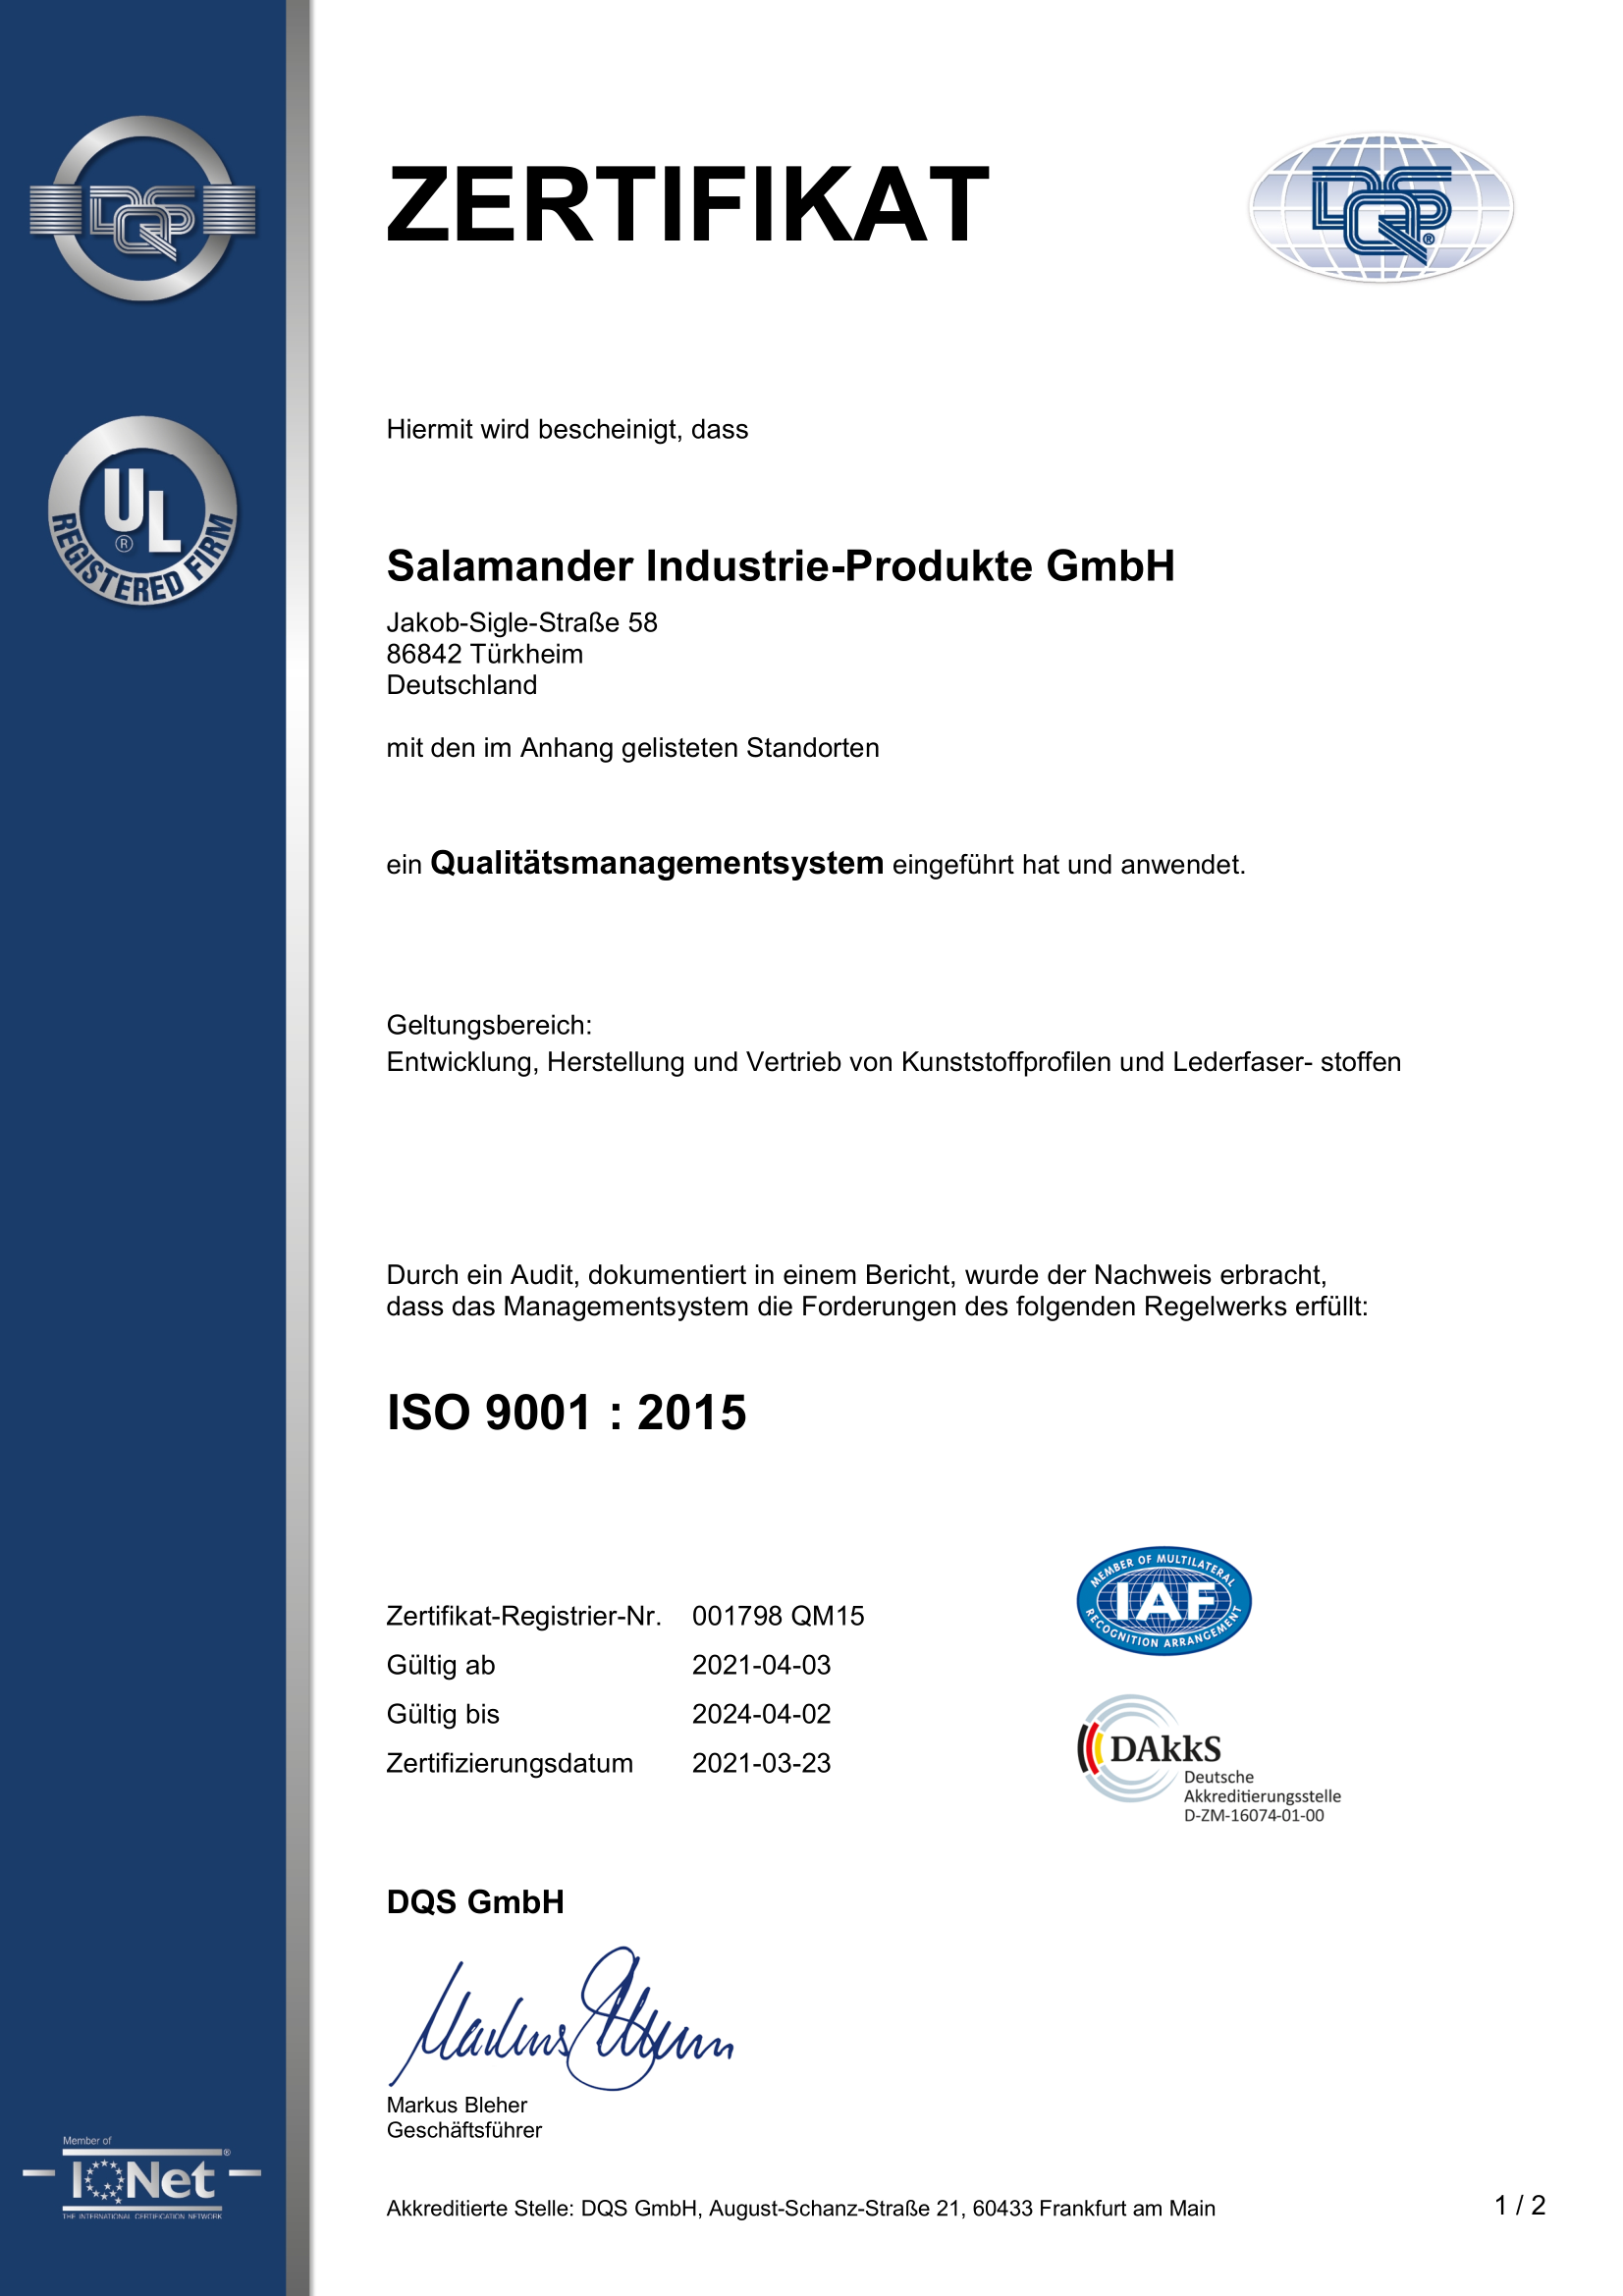 ZERTIFIKAT
DQS
DQS®
Hiermit wird bescheinigt, dass
UL
®
REGISTERED FIRM
Salamander Industrie-Produkte GmbH
Jakob-Sigle-Straße 58
86842 Türkheim
Deutschland
mit den im Anhang gelisteten Standorten
ein Qualitätsmanagementsystem eingeführt hat und anwendet.
Geltungsbereich:
Entwicklung, Herstellung und Vertrieb von Kunststoffprofilen und Lederfaser- stoffen
Durch ein Audit, dokumentiert in einem Bericht, wurde der Nachweis erbracht,
dass das Managementsystem die Forderungen des folgenden Regelwerks erfüllt:
ISO 9001 : 2015
Zertifikat-Registrier-Nr. 001798 QM15
Gültig ab 2021-04-03
Gültig bis 2024-04-02
Zertifizierungsdatum 2021-03-23
MEMBER OF MULTILATERAL
IAF
RECOGNITION ARRANGEMENT
DAkkS
Deutsche
Akkreditierungsstelle
D-ZM-16074-01-00
DQS GmbH
Markus Bleher
Markus Bleher
Geschäftsführer
Member of
IQNet®
THE INTERNATIONAL CERTIFICATION NETWORK
Akkreditierte Stelle: DQS GmbH, August-Schanz-Straße 21, 60433 Frankfurt am Main
1 / 2